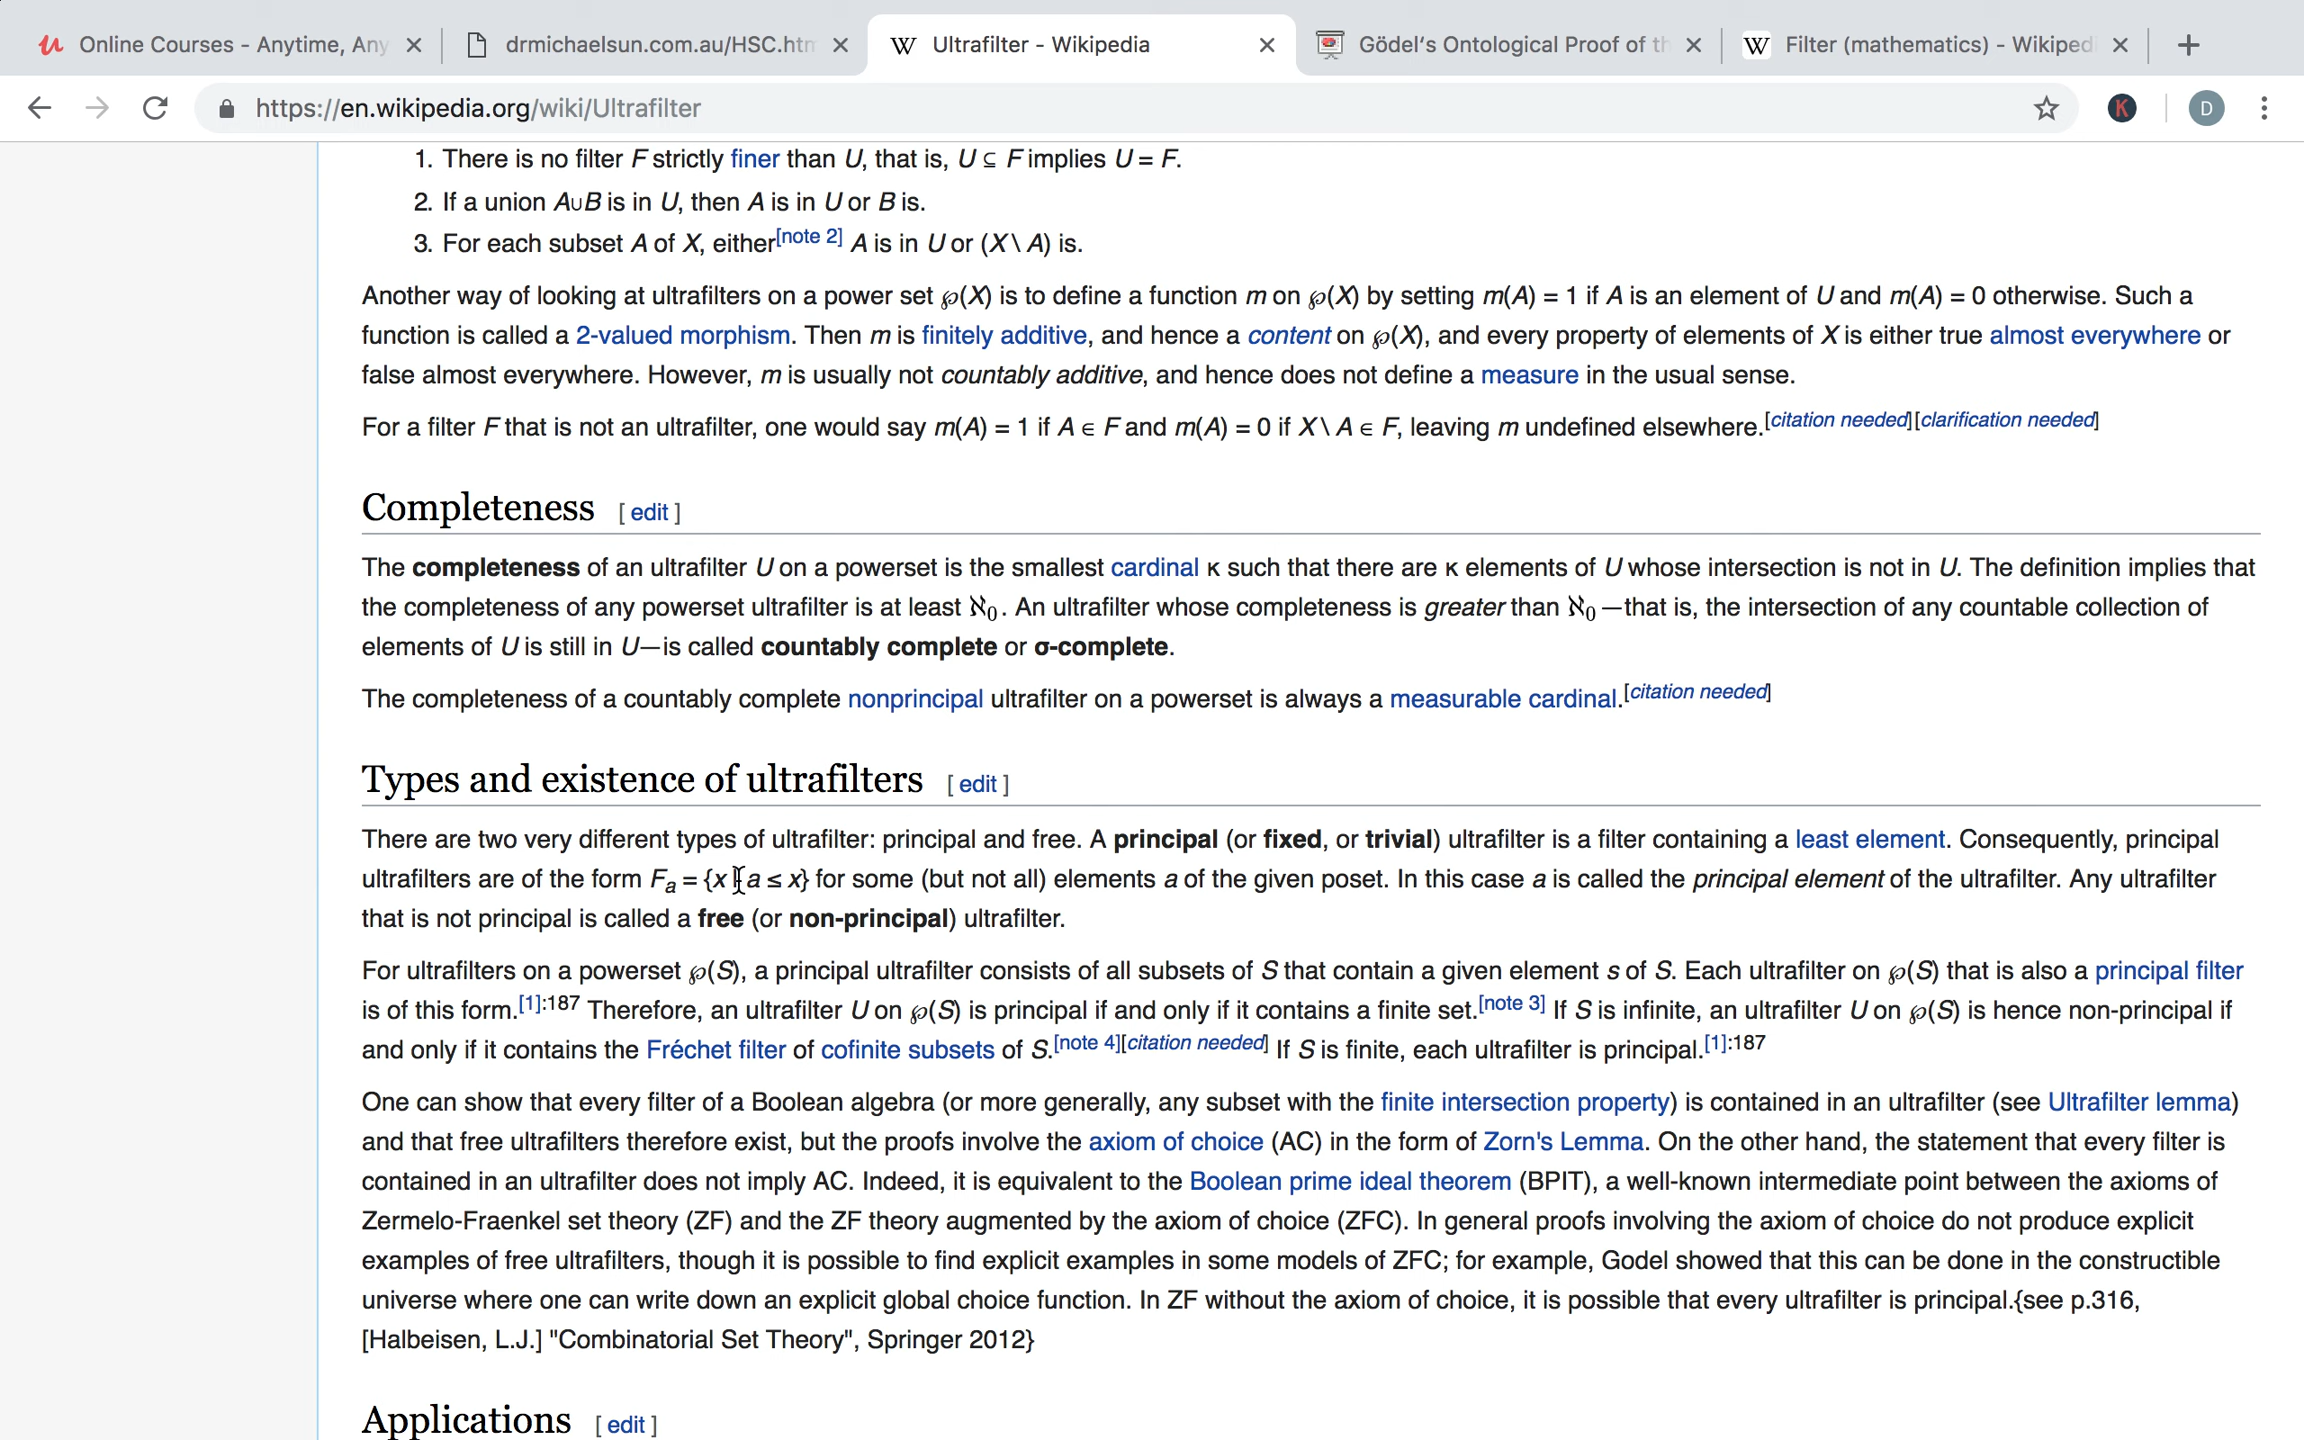 Online Courses - Anytime, Any
drmichaelsun.com.au/HSC.htm
Ultrafilter - Wikipedia
Gödel's Ontological Proof of th
Filter (mathematics) - Wikiped
https://en.wikipedia.org/wiki/Ultrafilter
K
D
1. There is no filter F strictly finer than U, that is, U ⊆ F implies U = F.
2. If a union A∪B is in U, then A is in U or B is.
3. For each subset A of X, either[note 2] A is in U or (X \ A) is.
Another way of looking at ultrafilters on a power set ℘(X) is to define a function m on ℘(X) by setting m(A) = 1 if A is an element of U and m(A) = 0 otherwise. Such a
function is called a 2-valued morphism. Then m is finitely additive, and hence a content on ℘(X), and every property of elements of X is either true almost everywhere or
false almost everywhere. However, m is usually not countably additive, and hence does not define a measure in the usual sense.
For a filter F that is not an ultrafilter, one would say m(A) = 1 if A ∈ F and m(A) = 0 if X \ A ∈ F, leaving m undefined elsewhere.[citation needed][clarification needed]
Completeness [ edit ]
The completeness of an ultrafilter U on a powerset is the smallest cardinal κ such that there are κ elements of U whose intersection is not in U. The definition implies that
the completeness of any powerset ultrafilter is at least ℵ0. An ultrafilter whose completeness is greater than ℵ0—that is, the intersection of any countable collection of
elements of U is still in U—is called countably complete or σ-complete.
The completeness of a countably complete nonprincipal ultrafilter on a powerset is always a measurable cardinal.[citation needed]
Types and existence of ultrafilters [ edit ]
There are two very different types of ultrafilter: principal and free. A principal (or fixed, or trivial) ultrafilter is a filter containing a least element. Consequently, principal
ultrafilters are of the form Fa = {x | a ≤ x} for some (but not all) elements a of the given poset. In this case a is called the principal element of the ultrafilter. Any ultrafilter
that is not principal is called a free (or non-principal) ultrafilter.
For ultrafilters on a powerset ℘(S), a principal ultrafilter consists of all subsets of S that contain a given element s of S. Each ultrafilter on ℘(S) that is also a principal filter
is of this form.[1]:187 Therefore, an ultrafilter U on ℘(S) is principal if and only if it contains a finite set.[note 3] If S is infinite, an ultrafilter U on ℘(S) is hence non-principal if
and only if it contains the Fréchet filter of cofinite subsets of S.[note 4][citation needed] If S is finite, each ultrafilter is principal.[1]:187
One can show that every filter of a Boolean algebra (or more generally, any subset with the finite intersection property) is contained in an ultrafilter (see Ultrafilter lemma)
and that free ultrafilters therefore exist, but the proofs involve the axiom of choice (AC) in the form of Zorn's Lemma. On the other hand, the statement that every filter is
contained in an ultrafilter does not imply AC. Indeed, it is equivalent to the Boolean prime ideal theorem (BPIT), a well-known intermediate point between the axioms of
Zermelo-Fraenkel set theory (ZF) and the ZF theory augmented by the axiom of choice (ZFC). In general proofs involving the axiom of choice do not produce explicit
examples of free ultrafilters, though it is possible to find explicit examples in some models of ZFC; for example, Godel showed that this can be done in the constructible
universe where one can write down an explicit global choice function. In ZF without the axiom of choice, it is possible that every ultrafilter is principal.{see p.316,
[Halbeisen, L.J.] "Combinatorial Set Theory", Springer 2012}
Applications [ edit ]